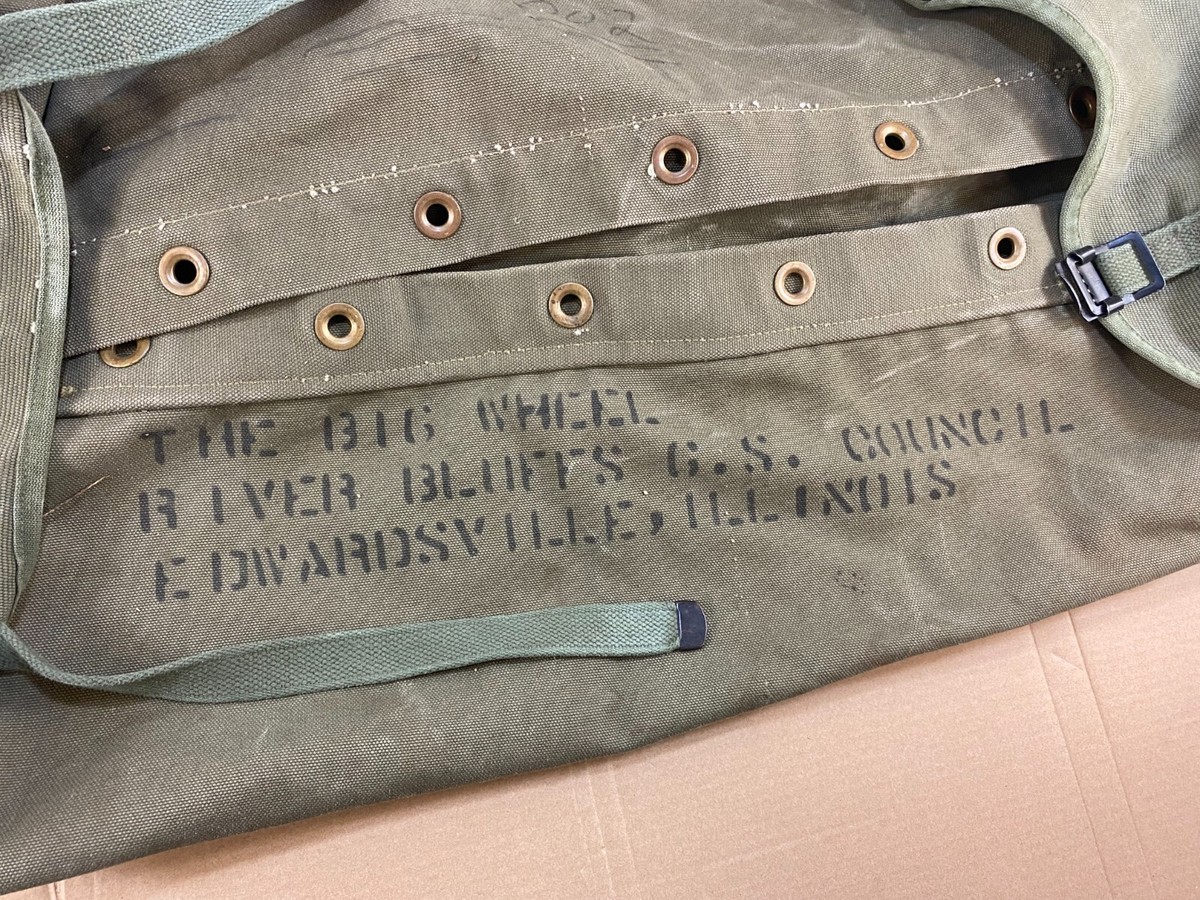 THE BIG WHEEL
RIVER BLUFFS G.S. COUNCIL
EDWARDSVILLE, ILLINOIS